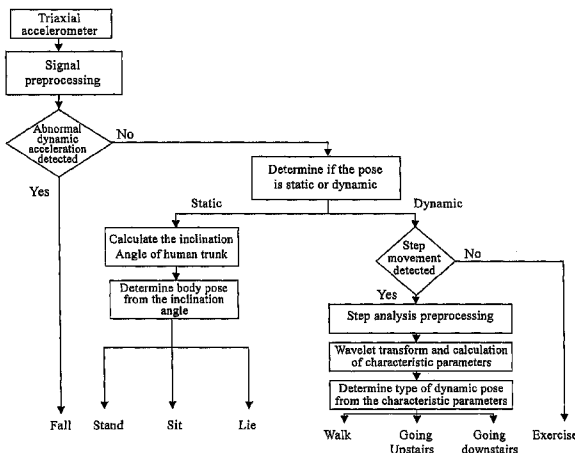 Triaxial
accelerometer
Signal
preprocessing
Abnormal
dynamic
acceleration
detected
No
Yes
Determine if the pose
is static or dynamic
Static
Dynamic
Calculate the inclination
Angle of human trunk
Determine body pose
from the inclination
angle
Step
movement
detected
No
Yes
Step analysis preprocessing
Wavelet transform and calculation
of characteristic parameters
Determine type of dynamic pose
from the characteristic parameters
Fall
Stand
Sit
Lie
Walk
Going
Upstairs
Going
downstairs
Exercise